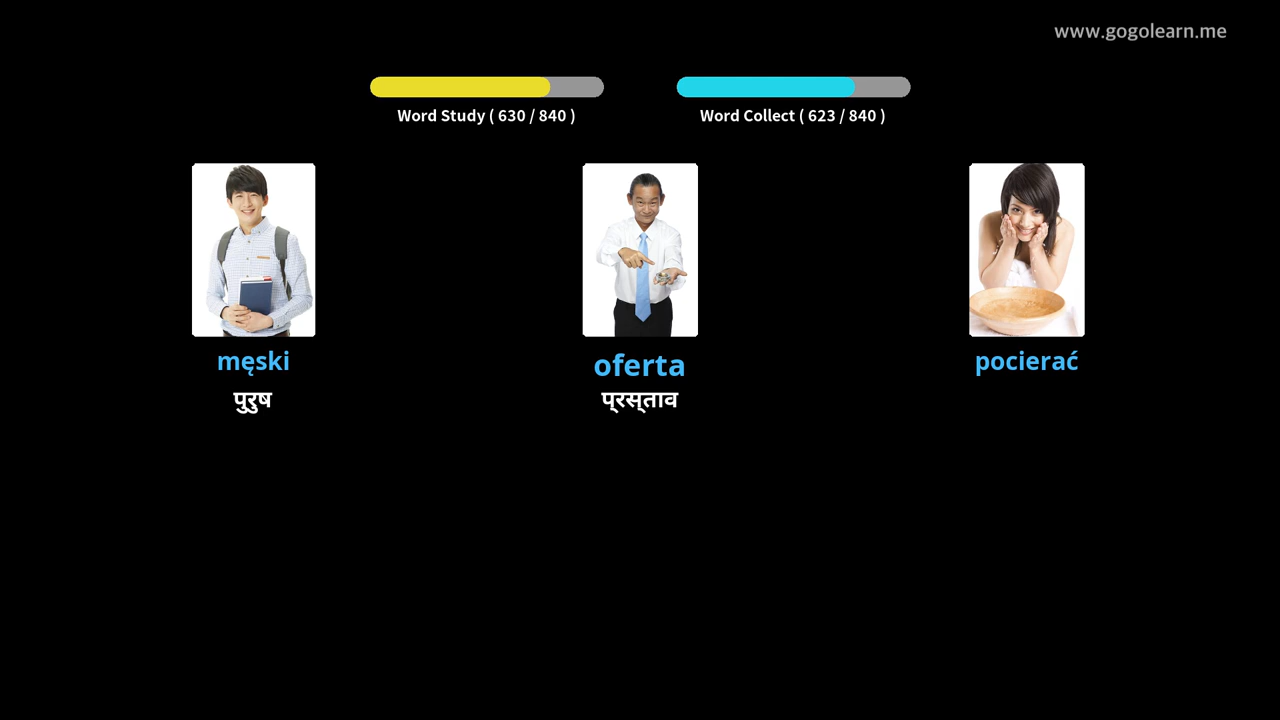 www.gogolearn.me
Word Study ( 630 / 840 )
Word Collect ( 623 / 840 )
męski
oferta
pocierać
पुरुष
प्रस्ताव